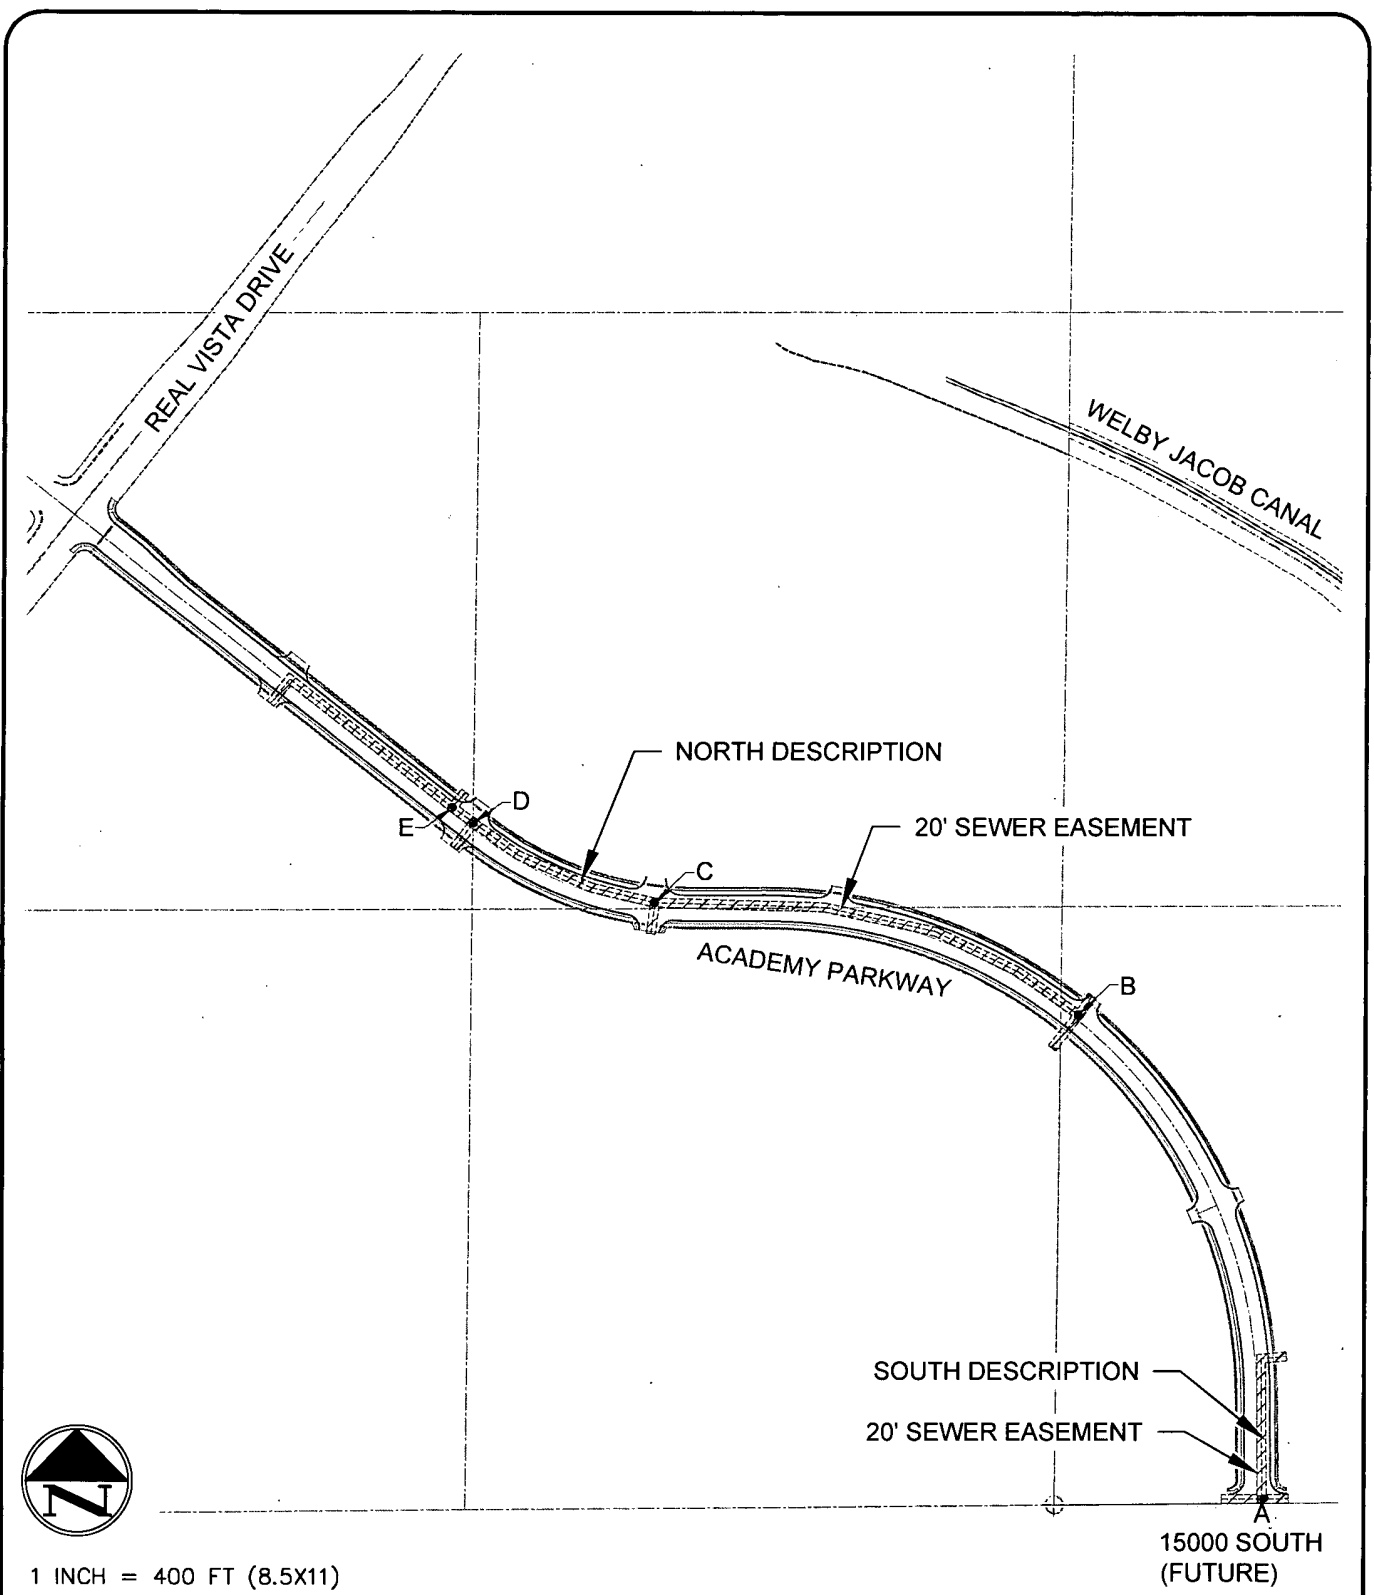 REAL VISTA DRIVE
WELBY JACOB CANAL
NORTH DESCRIPTION
D
E
20' SEWER EASEMENT
C
ACADEMY PARKWAY
B
SOUTH DESCRIPTION
20' SEWER EASEMENT
N
A
15000 SOUTH
(FUTURE)
1 INCH = 400 FT (8.5X11)